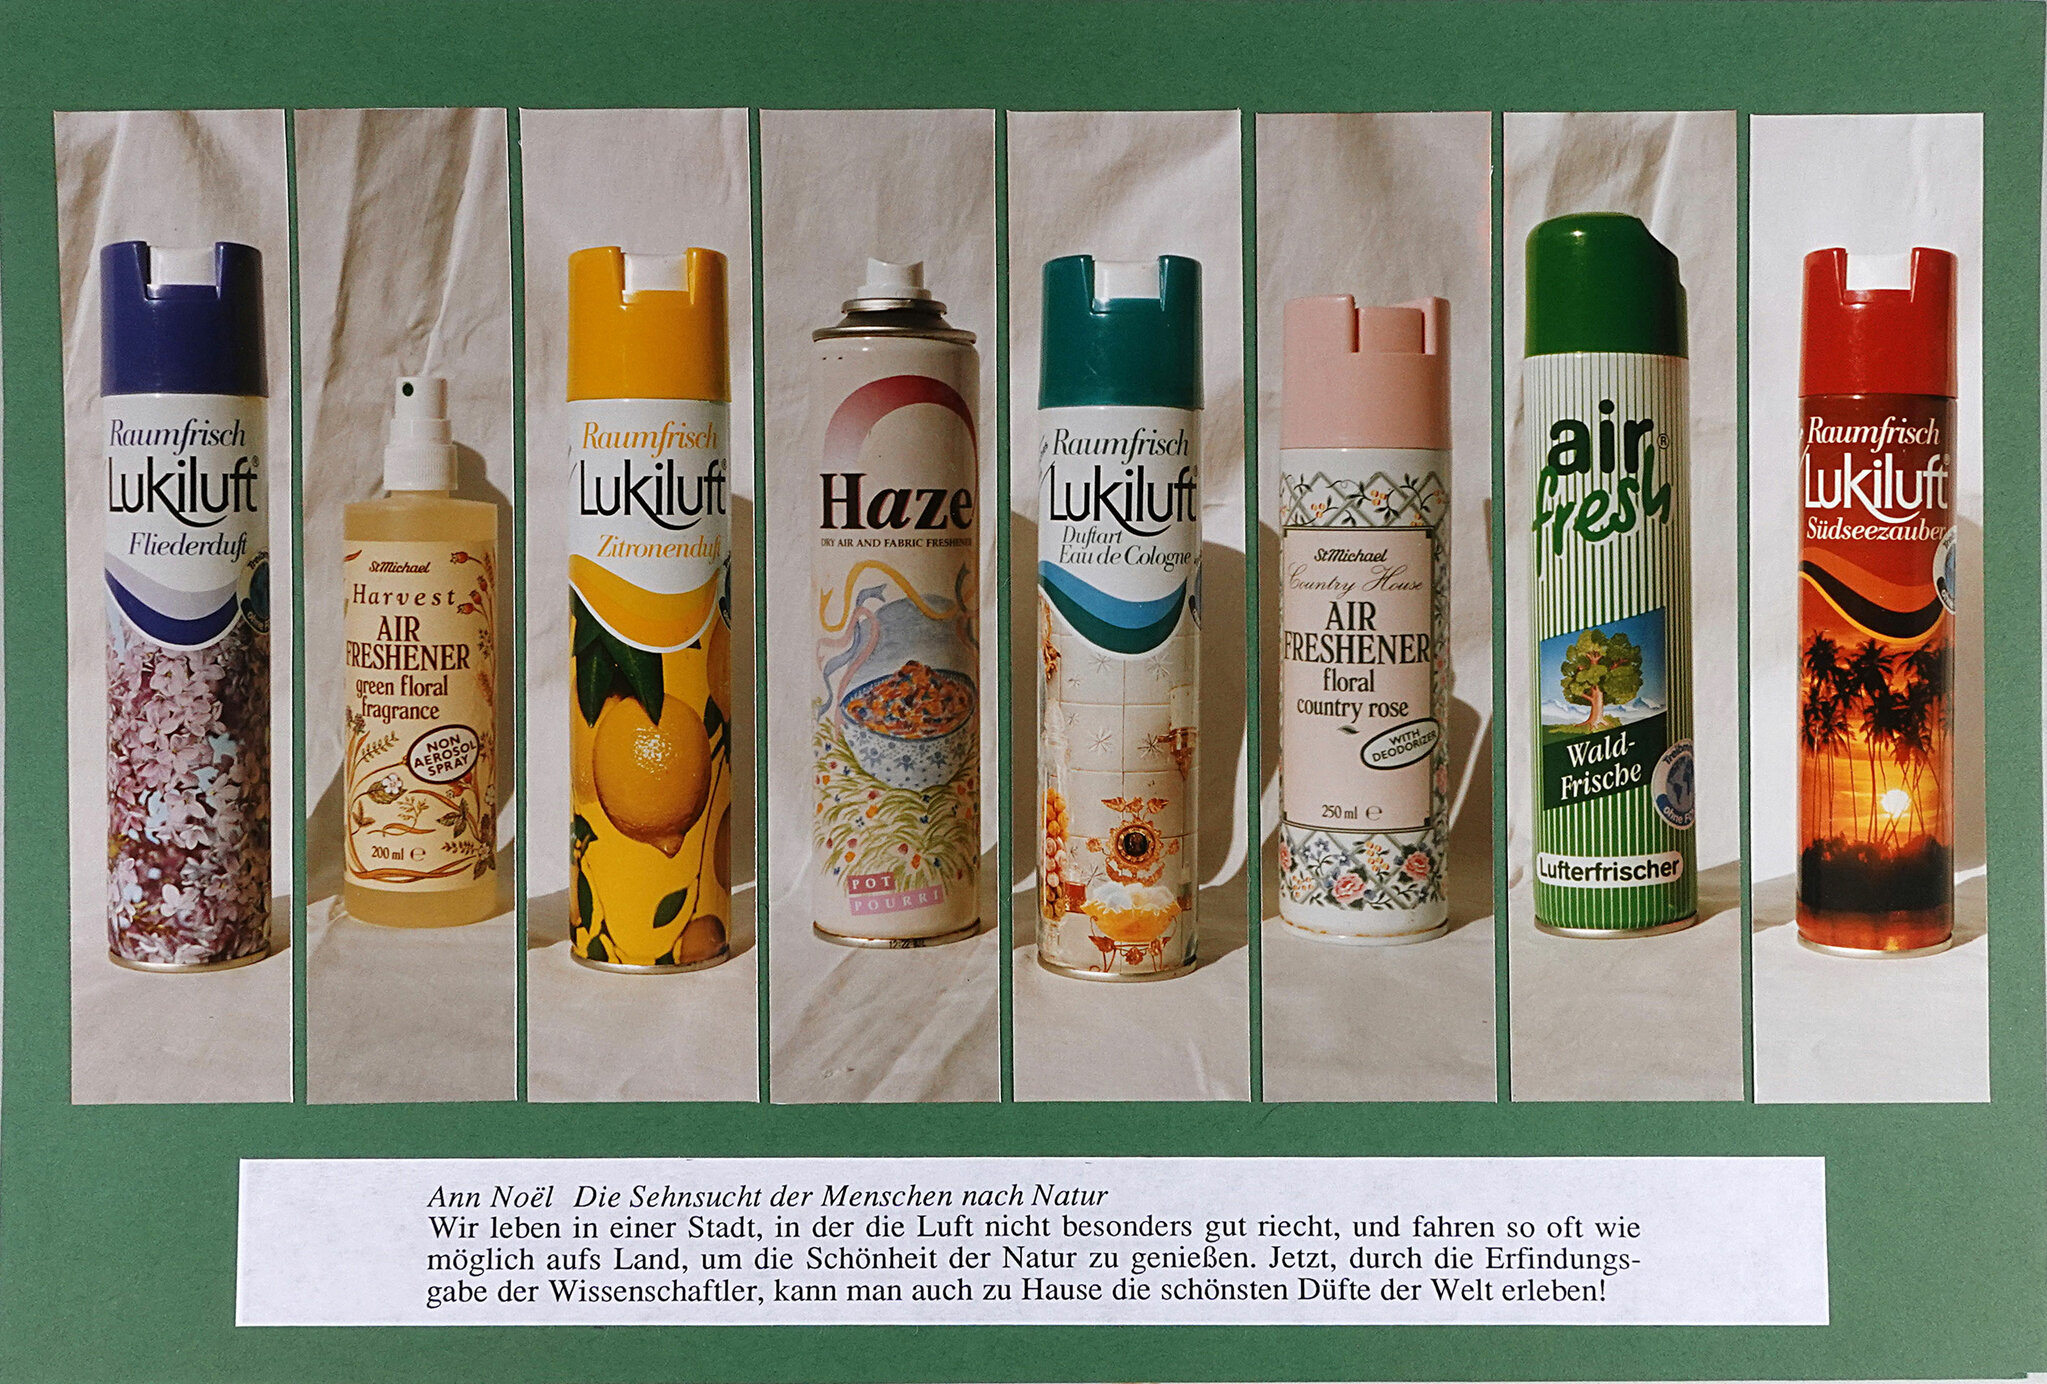 Raumfrisch
Lukiluft®
Fliederduft
St Michael
Harvest
AIR
FRESHENER
green floral
fragrance
NON
AEROSOL
SPRAY
200 ml e
Raumfrisch
Lukiluft
Zitronenduft
Haze
DRY AIR AND FABRIC FRESHENER
POT
POURRI
Raumfrisch
Lukiluft
Duftart
Eau de Cologne
St Michael
Country House
AIR
FRESHENER
floral
country rose
WITH
DEODORIZER
250 ml e
air®
fresh
Wald-
Frische
ohne
Lufterfrischer
Raumfrisch
Lukiluft®
Südseezauber
Ann Noël Die Sehnsucht der Menschen nach Natur
Wir leben in einer Stadt, in der die Luft nicht besonders gut riecht, und fahren so oft wie
möglich aufs Land, um die Schönheit der Natur zu genießen. Jetzt, durch die Erfindungs-
gabe der Wissenschaftler, kann man auch zu Hause die schönsten Düfte der Welt erleben!